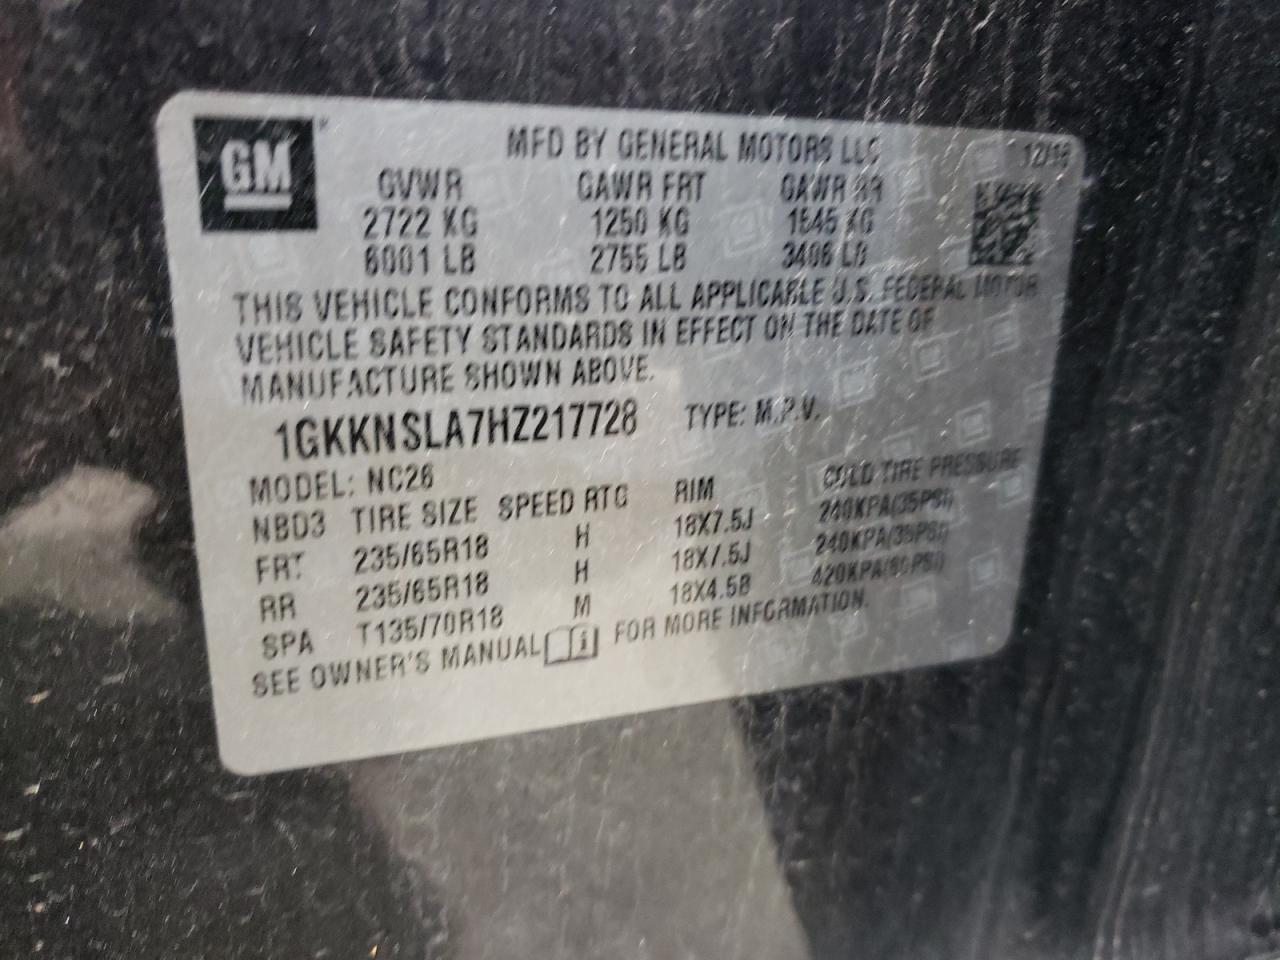 GM
MFD BY GENERAL MOTORS LLC 12/16
GVWR GAWR FRT GAWR RR
2722 KG 1250 KG 1545 KG
6001 LB 2755 LB 3406 LB
THIS VEHICLE CONFORMS TO ALL APPLICABLE U.S. FEDERAL MOTOR
VEHICLE SAFETY STANDARDS IN EFFECT ON THE DATE OF
MANUFACTURE SHOWN ABOVE.
1GKKNSLA7HZ217728 TYPE: M.P.V.
MODEL: NC26
NBD3 TIRE SIZE SPEED RTG RIM COLD TIRE PRESSURE
FRT 235/65R18 H 18X7.5J 240KPA(35PSI)
RR 235/65R18 H 18X7.5J 240KPA(35PSI)
SPA T135/70R18 M 18X4.5B 420KPA(60PSI)
SEE OWNER'S MANUAL FOR MORE INFORMATION.